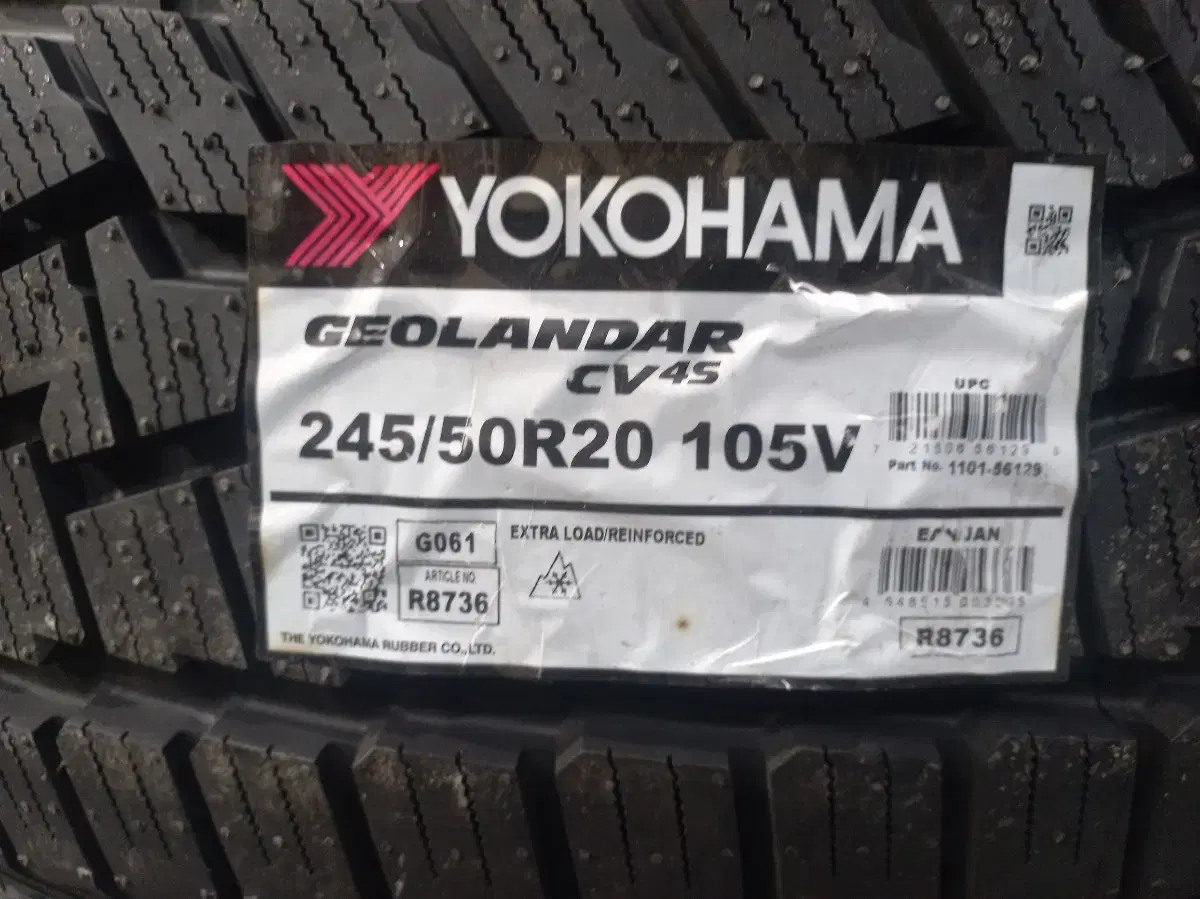 YOKOHAMA
GEOLANDAR
CV4S
245/50R20 105V
UPC
Part No. 1101-56129
G061
EXTRA LOAD/REINFORCED
ARTICLE NO
R8736
THE YOKOHAMA RUBBER CO.,LTD.
JAN
R8736